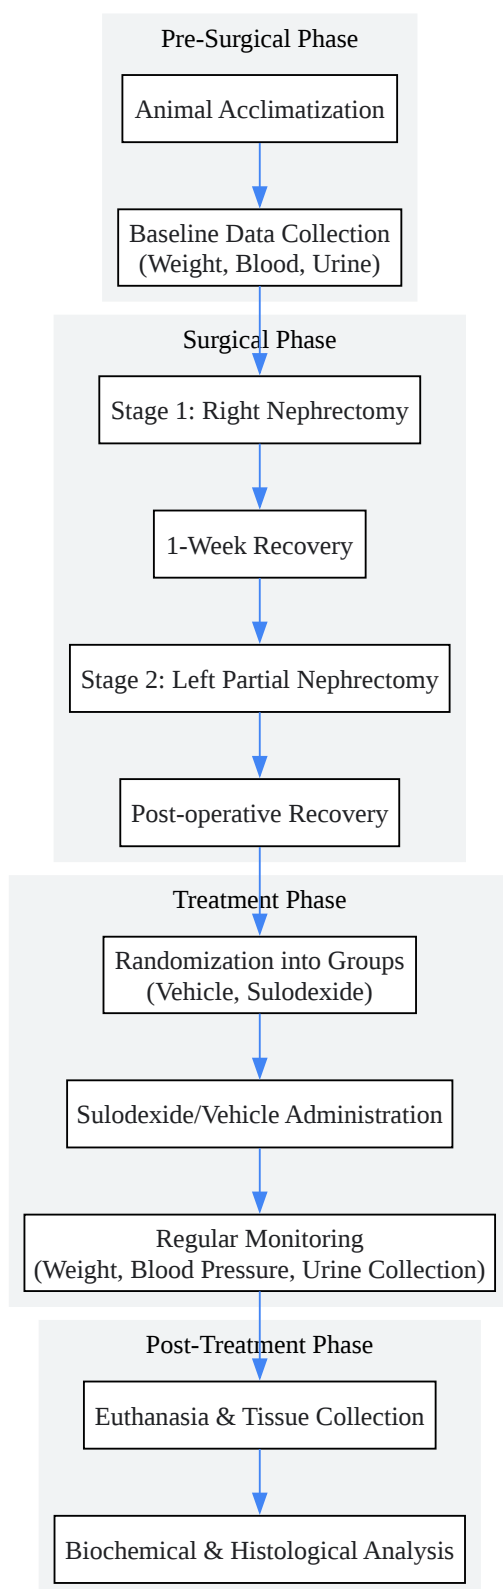 Pre-Surgical Phase
Animal Acclimatization
Baseline Data Collection
(Weight, Blood, Urine)
Surgical Phase
Stage 1: Right Nephrectomy
1-Week Recovery
Stage 2: Left Partial Nephrectomy
Post-operative Recovery
Treatment Phase
Randomization into Groups
(Vehicle, Sulodexide)
Sulodexide/Vehicle Administration
Regular Monitoring
(Weight, Blood Pressure, Urine Collection)
Post-Treatment Phase
Euthanasia & Tissue Collection
Biochemical & Histological Analysis